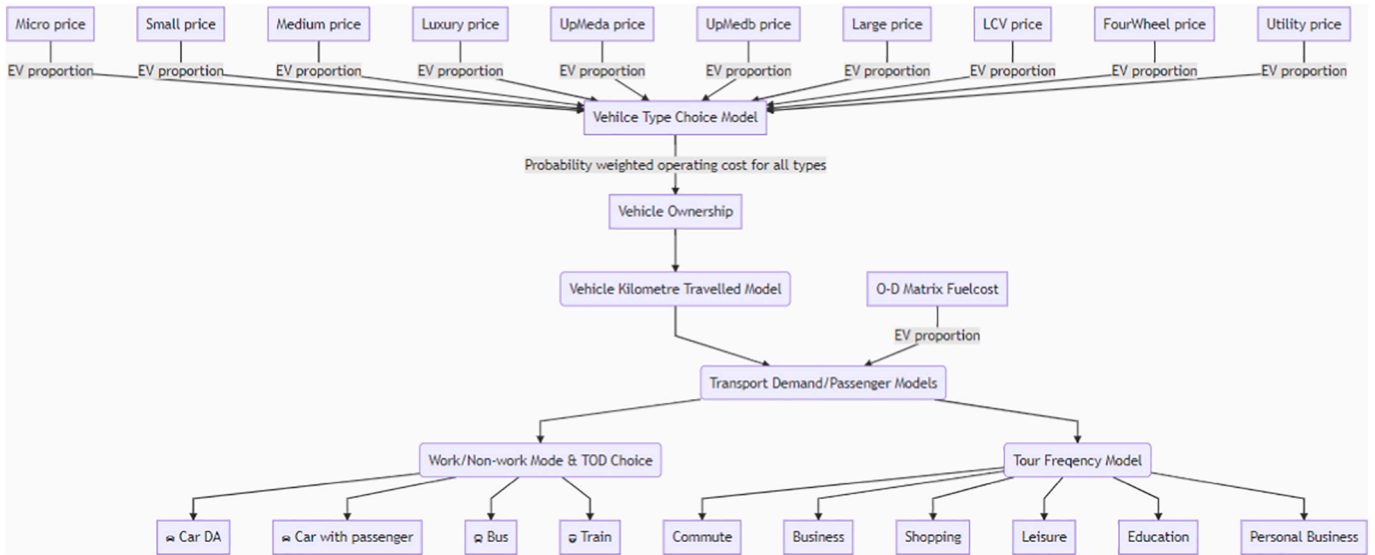 Micro price
Small price
Medium price
Luxury price
UpMeda price
UpMedb price
Large price
LCV price
FourWheel price
Utility price
EV proportion
EV proportion
EV proportion
EV proportion
EV proportion
EV proportion
EV proportion
EV proportion
EV proportion
EV proportion
Vehilce Type Choice Model
Probability weighted operating cost for all types
Vehicle Ownership
Vehicle Kilometre Travelled Model
O-D Matrix Fuelcost
EV proportion
Transport Demand/Passenger Models
Work/Non-work Mode & TOD Choice
Tour Freqency Model
Car DA
Car with passenger
Bus
Train
Commute
Business
Shopping
Leisure
Education
Personal Business